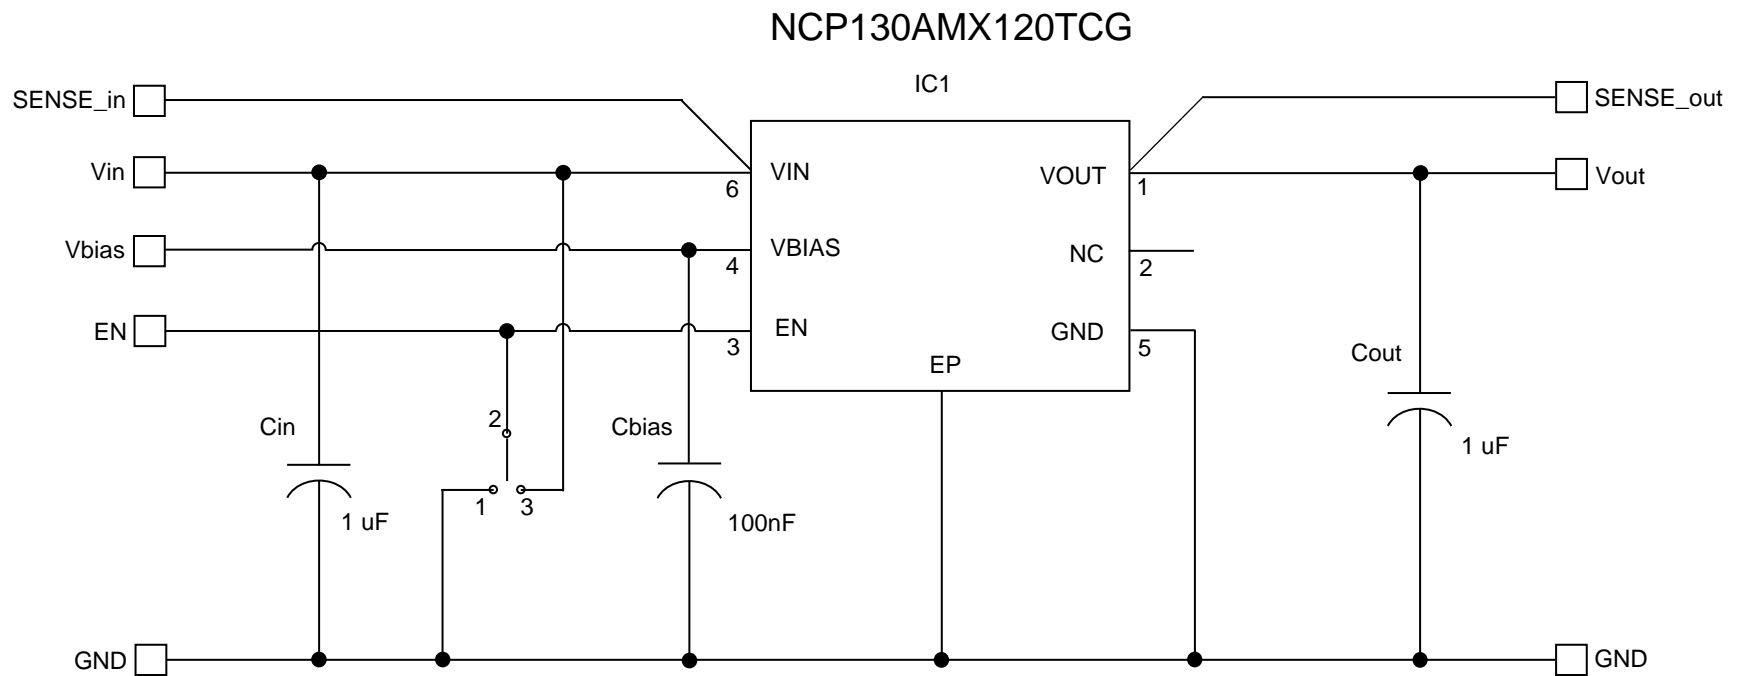 NCP130AMX120TCG
IC1
SENSE_in
SENSE_out
Vin
VIN
VOUT
Vout
6
1
Vbias
VBIAS
NC
4
2
EN
EN
GND
3
5
EP
Cout
Cin
2
Cbias
1 uF
1
3
1 uF
100nF
GND
GND